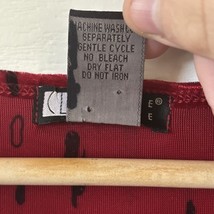 MACHINE WASH
SEPARATELY
GENTLE CYCLE
NO BLEACH
DRY FLAT
DO NOT IRON
E®
E